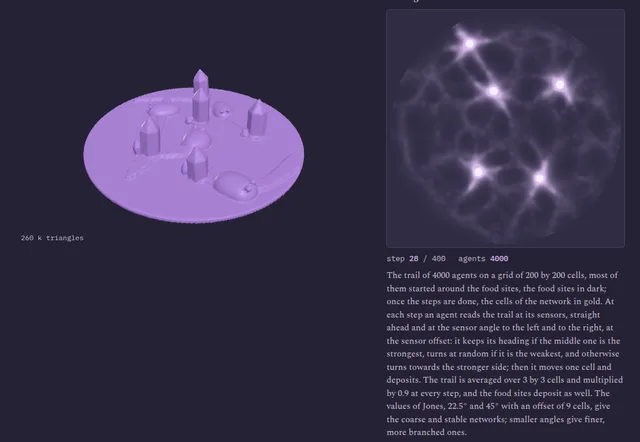 260 k triangles
step 28 / 400 agents 4000
The trail of 4000 agents on a grid of 200 by 200 cells, most of
them started around the food sites, the food sites in dark;
once the steps are done, the cells of the network in gold. At
each step an agent reads the trail at its sensors, straight
ahead and at the sensor angle to the left and to the right, at
the sensor offset: it keeps its heading if the middle one is the
strongest, turns at random if it is the weakest, and otherwise
turns towards the stronger side; then it moves one cell and
deposits. The trail is averaged over 3 by 3 cells and multiplied
by 0.9 at every step, and the food sites deposit as well. The
values of Jones, 22.5° and 45° with an offset of 9 cells, give
the coarse and stable networks; smaller angles give finer,
more branched ones.